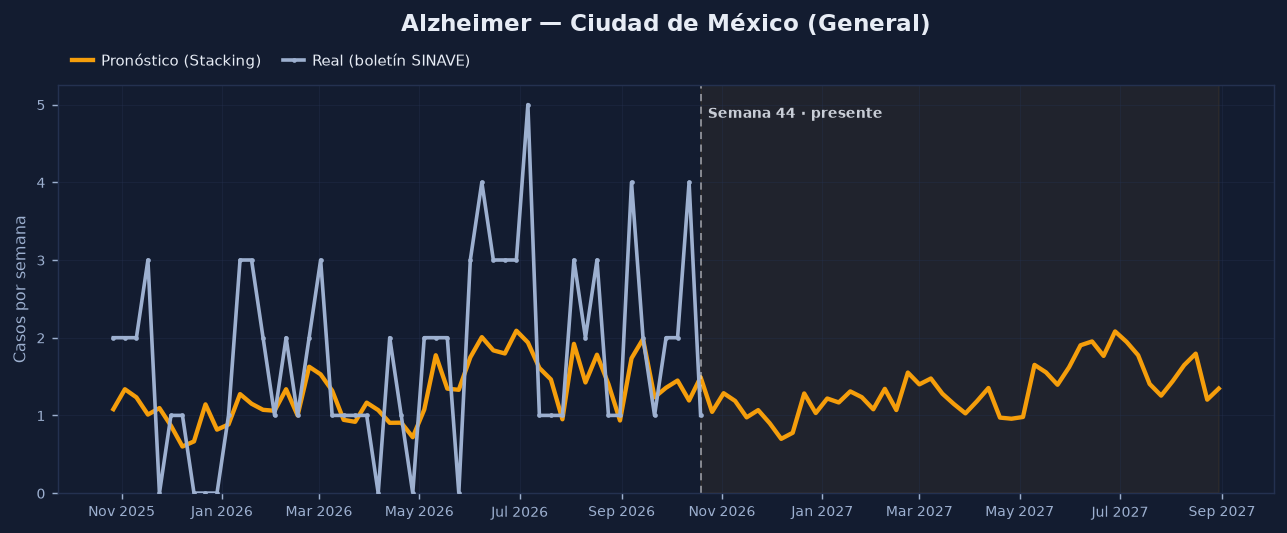 Alzheimer — Ciudad de México (General)
Pronóstico (Stacking)
Real (boletín SINAVE)
Semana 44 · presente
Casos por semana
5
4
3
2
1
0
Nov 2025
Jan 2026
Mar 2026
May 2026
Jul 2026
Sep 2026
Nov 2026
Jan 2027
Mar 2027
May 2027
Jul 2027
Sep 2027